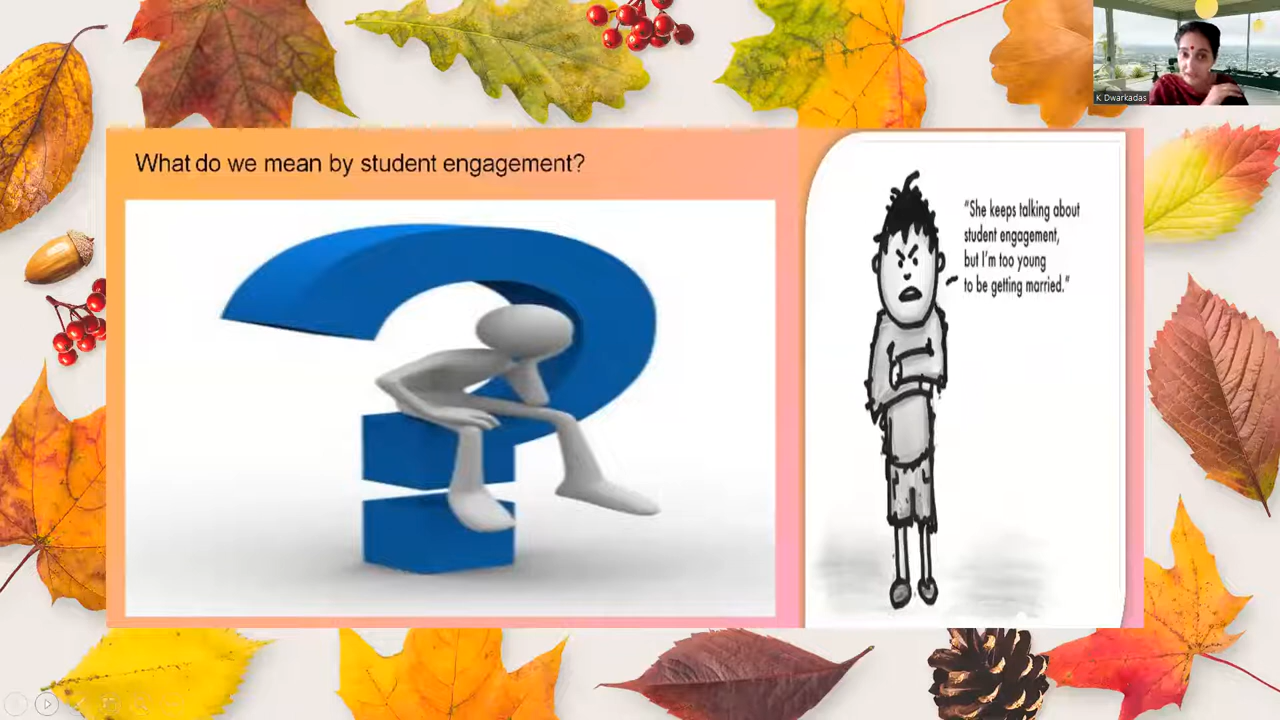 K Dwarkadas
What do we mean by student engagement?
"She keeps talking about
student engagement,
but I'm too young
to be getting married."